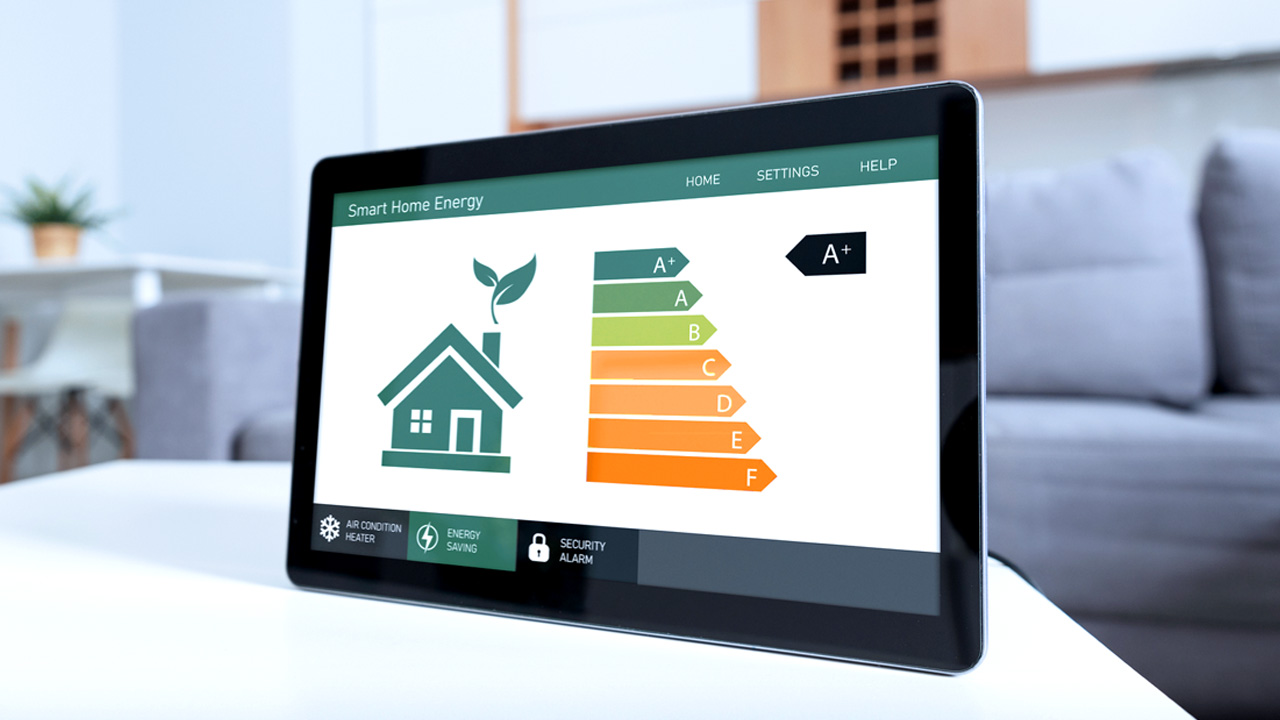 Smart Home Energy
HOME SETTINGS HELP
A+
A
B
C
D
E
F
A+
AIR CONDITION
HEATER
ENERGY
SAVING
SECURITY
ALARM